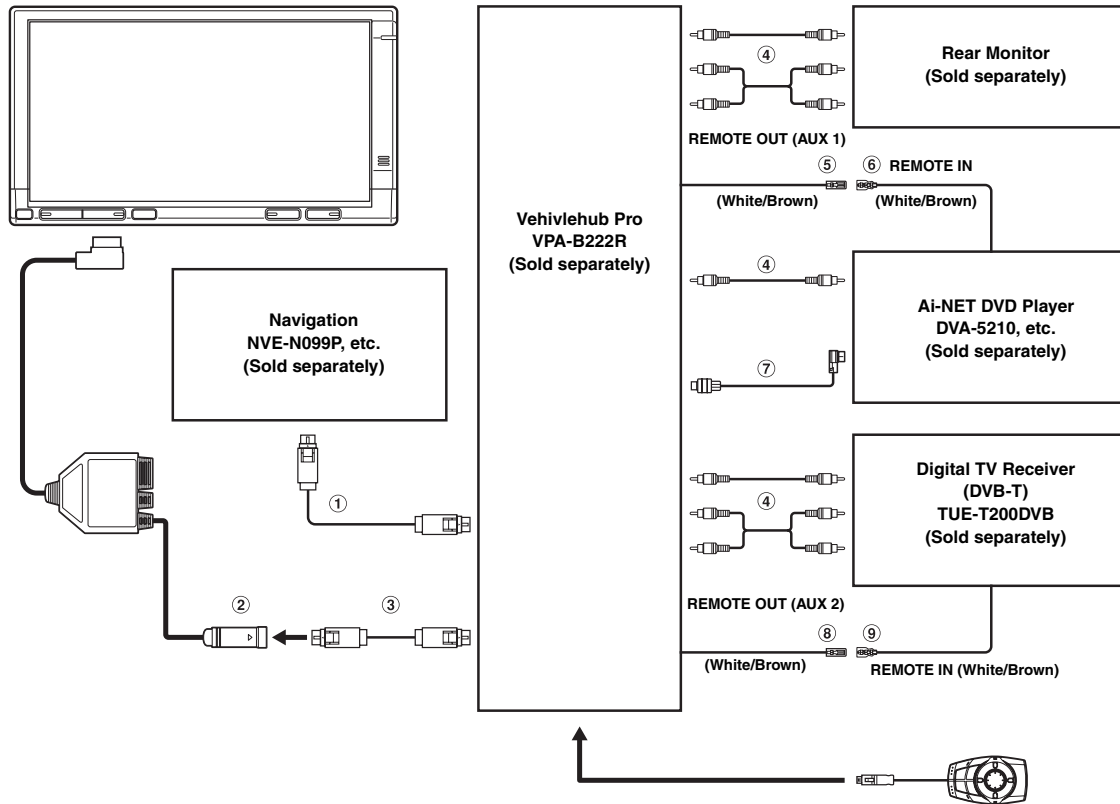 ④
Rear Monitor
(Sold separately)
REMOTE OUT (AUX 1)
⑤
⑥ REMOTE IN
(White/Brown)
(White/Brown)
Vehivlehub Pro
VPA-B222R
(Sold separately)
④
Navigation
NVE-N099P, etc.
(Sold separately)
Ai-NET DVD Player
DVA-5210, etc.
(Sold separately)
⑦
①
④
Digital TV Receiver
(DVB-T)
TUE-T200DVB
(Sold separately)
②
③
REMOTE OUT (AUX 2)
⑧
⑨
(White/Brown)
REMOTE IN (White/Brown)